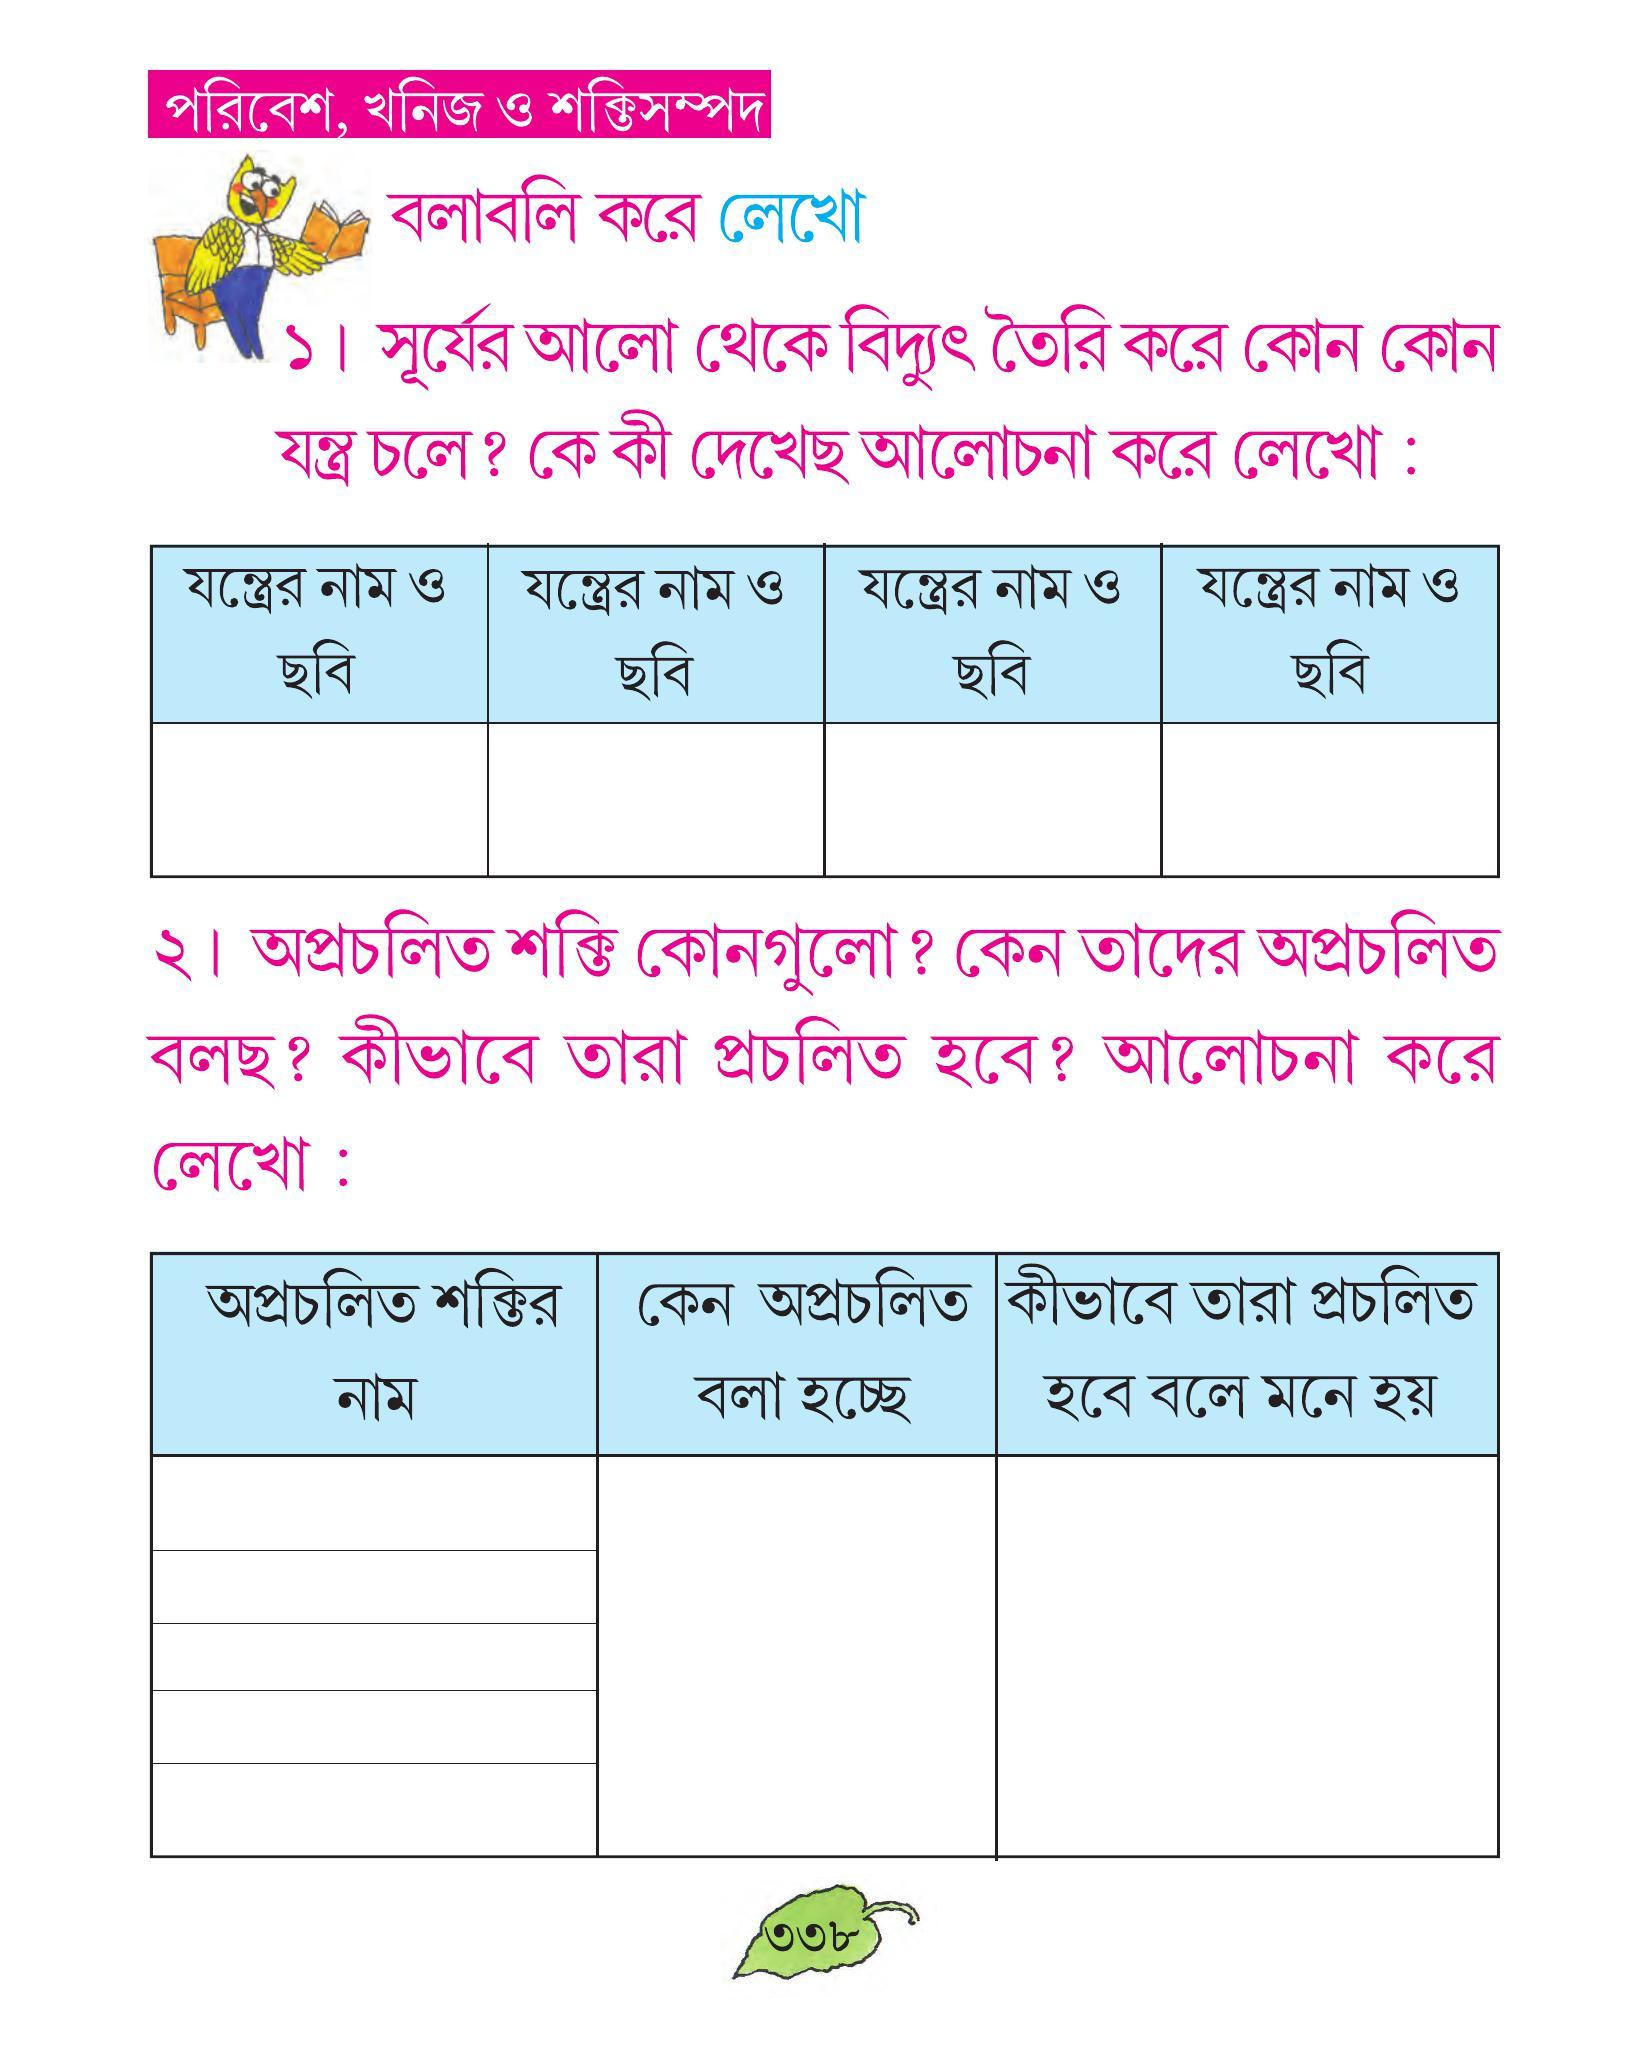 পরিবেশ, খনিজ ও শক্তিসম্পদ
বলাবলি করে লেখো
১। সূর্যের আলো থেকে বিদ্যুৎ তৈরি করে কোন কোন
যন্ত্র চলে? কে কী দেখেছ আলোচনা করে লেখো :
যন্ত্রের নাম ও যন্ত্রের নাম ও যন্ত্রের নাম ও যন্ত্রের নাম ও
ছবি ছবি ছবি ছবি
২। অপ্রচলিত শক্তি কোনগুলো? কেন তাদের অপ্রচলিত
বলছ? কীভাবে তারা প্রচলিত হবে? আলোচনা করে
লেখো :
অপ্রচলিত শক্তির কেন অপ্রচলিত কীভাবে তারা প্রচলিত
নাম বলা হচ্ছে হবে বলে মনে হয়
৩৩৮